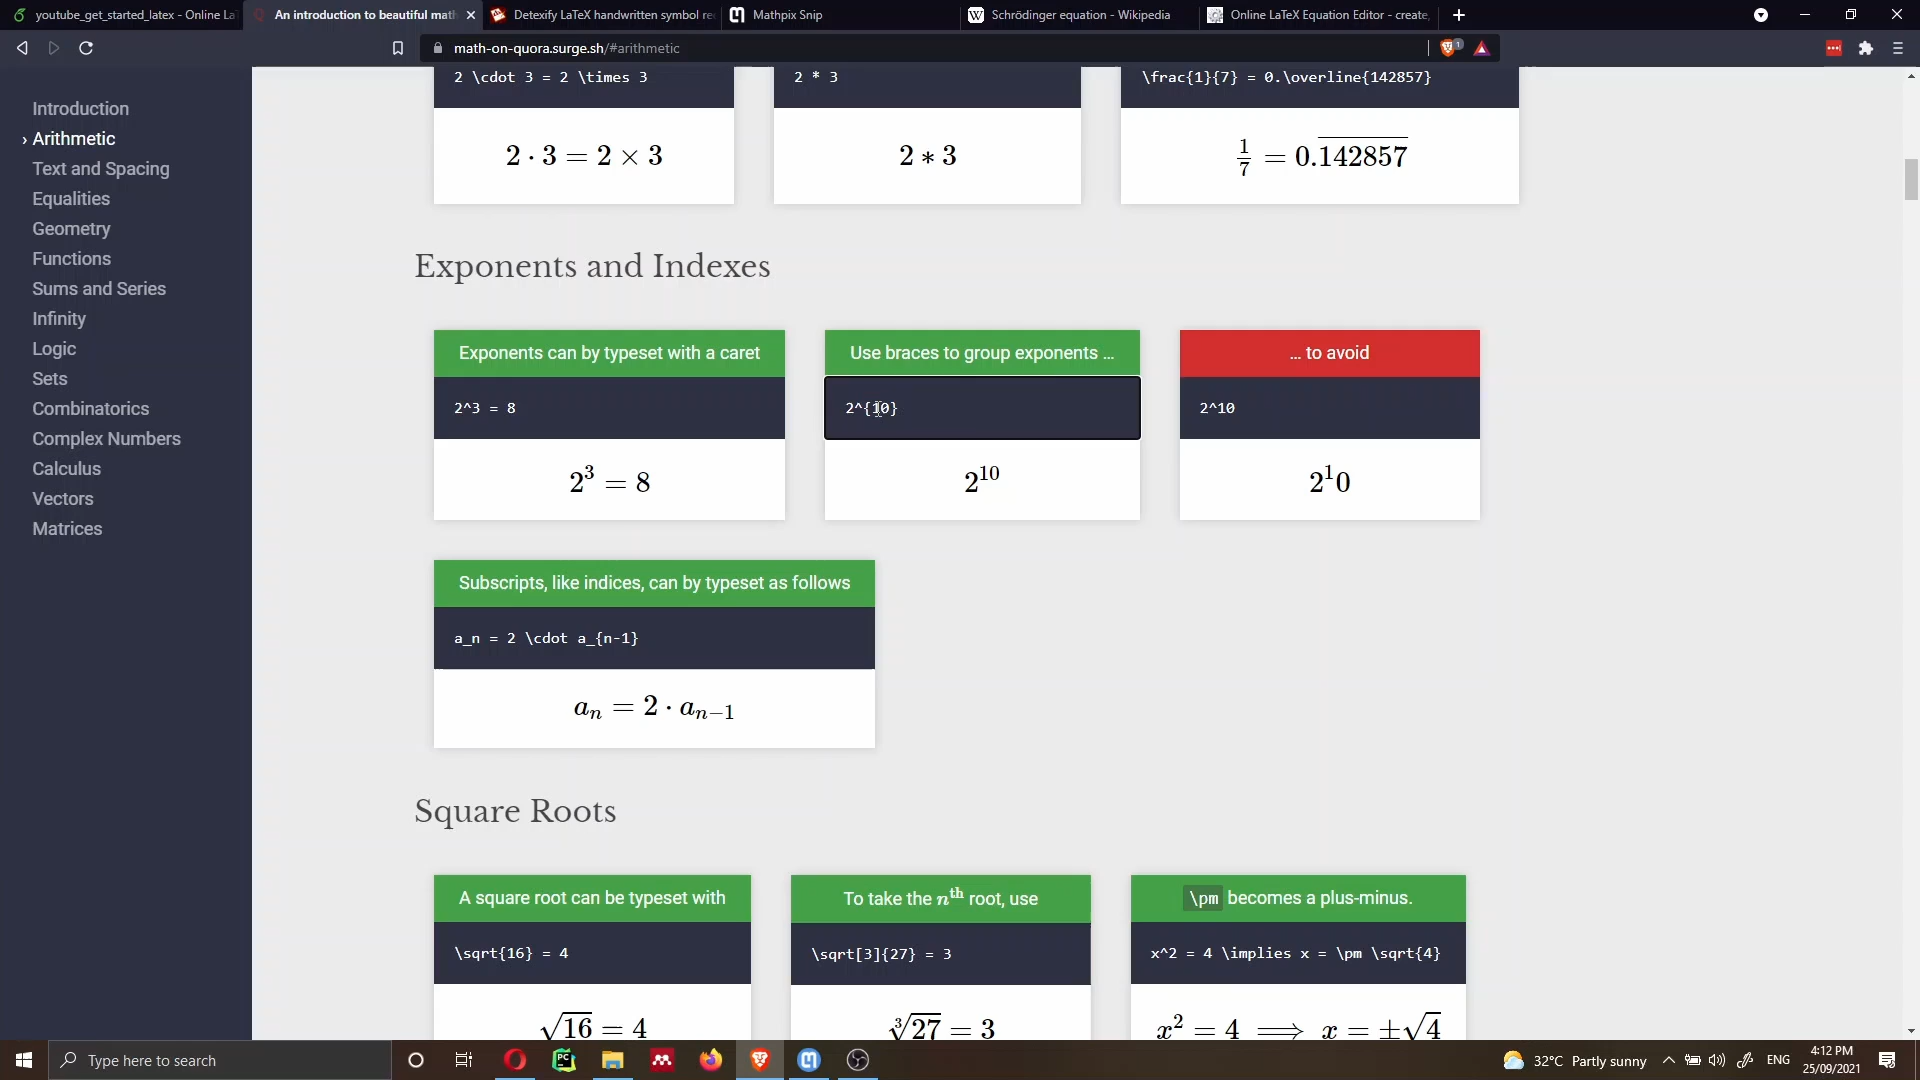 youtube_get_started_latex - Online La
An introduction to beautiful math
Detexify LaTeX handwritten symbol re
Mathpix Snip
Schrödinger equation - Wikipedia
Online LaTeX Equation Editor - create,
math-on-quora.surge.sh/#arithmetic
1
Introduction
› Arithmetic
Text and Spacing
Equalities
Geometry
Functions
Sums and Series
Infinity
Logic
Sets
Combinatorics
Complex Numbers
Calculus
Vectors
Matrices
2 \cdot 3 = 2 \times 3
2 · 3 = 2 × 3
2 * 3
2 ∗ 3
\frac{1}{7} = 0.\overline{142857}
1/7 = 0.142857
Exponents and Indexes
Exponents can by typeset with a caret
2^3 = 8
2³ = 8
Use braces to group exponents ...
2^{10}
2¹⁰
... to avoid
2^10
2¹0
Subscripts, like indices, can by typeset as follows
a_n = 2 \cdot a_{n-1}
aₙ = 2 · aₙ₋₁
Square Roots
A square root can be typeset with
\sqrt{16} = 4
√16 = 4
To take the nᵗʰ root, use
\sqrt[3]{27} = 3
∛27 = 3
\pm becomes a plus-minus.
x^2 = 4 \implies x = \pm \sqrt{4}
x² = 4 ⟹ x = ±√4
Type here to search
PC
32°C Partly sunny
ENG
4:12 PM
25/09/2021